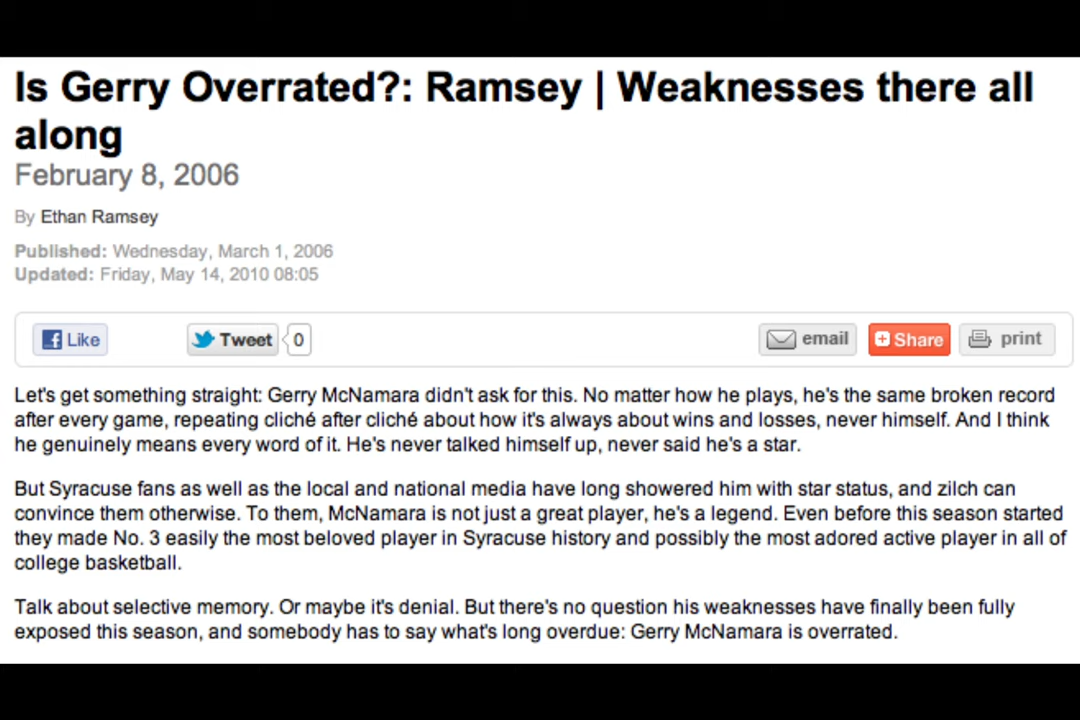 Is Gerry Overrated?: Ramsey | Weaknesses there all
along
February 8, 2006
By Ethan Ramsey
Published: Wednesday, March 1, 2006
Updated: Friday, May 14, 2010 08:05
Like Tweet 0 email Share print
Let's get something straight: Gerry McNamara didn't ask for this. No matter how he plays, he's the same broken record
after every game, repeating cliché after cliché about how it's always about wins and losses, never himself. And I think
he genuinely means every word of it. He's never talked himself up, never said he's a star.
But Syracuse fans as well as the local and national media have long showered him with star status, and zilch can
convince them otherwise. To them, McNamara is not just a great player, he's a legend. Even before this season started
they made No. 3 easily the most beloved player in Syracuse history and possibly the most adored active player in all of
college basketball.
Talk about selective memory. Or maybe it's denial. But there's no question his weaknesses have finally been fully
exposed this season, and somebody has to say what's long overdue: Gerry McNamara is overrated.